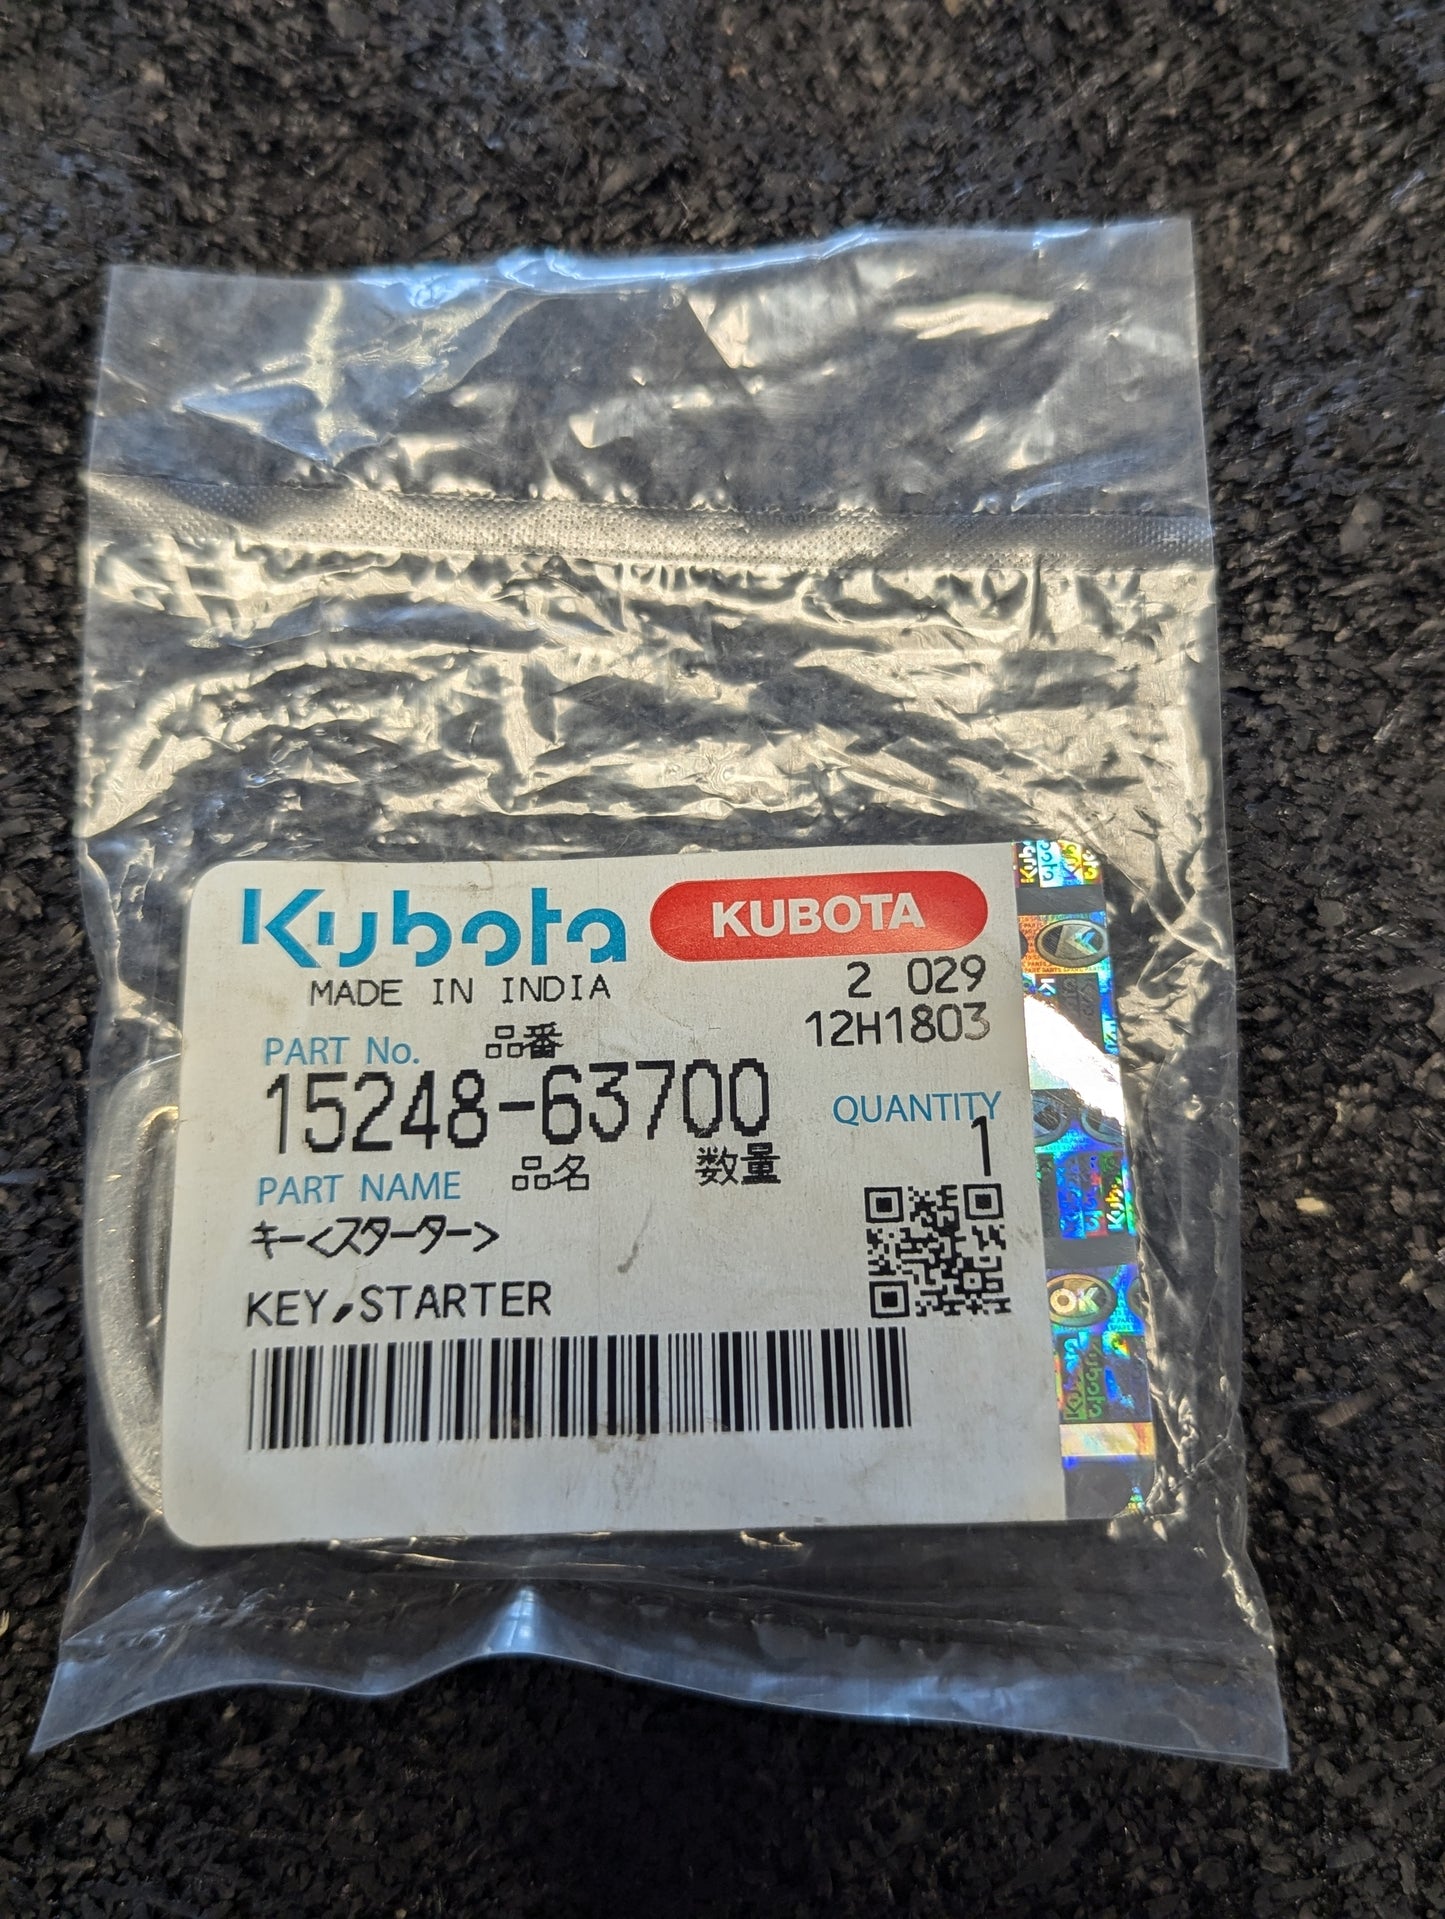 Kubota KUBOTA
MADE IN INDIA 2 029
12H1803
PART No. 品番
15248-63700
QUANTITY
1
PART NAME 品名 数量
キー<スターター>
KEY,STARTER
OK